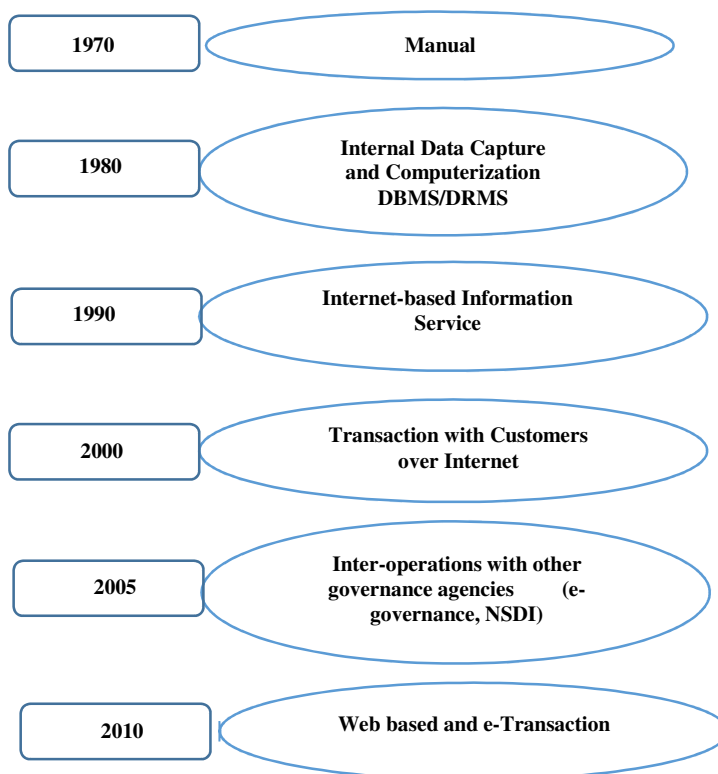 1970
Manual
1980
Internal Data Capture
and Computerization
DBMS/DRMS
1990
Internet-based Information
Service
2000
Transaction with Customers
over Internet
2005
Inter-operations with other
governance agencies (e-
governance, NSDI)
2010
Web based and e-Transaction